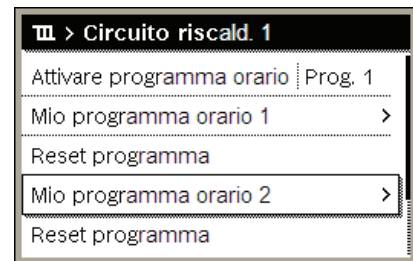 > Circuito riscald. 1
Attivare programma orario Prog. 1
Mio programma orario 1 >
Reset programma
Mio programma orario 2 >
Reset programma